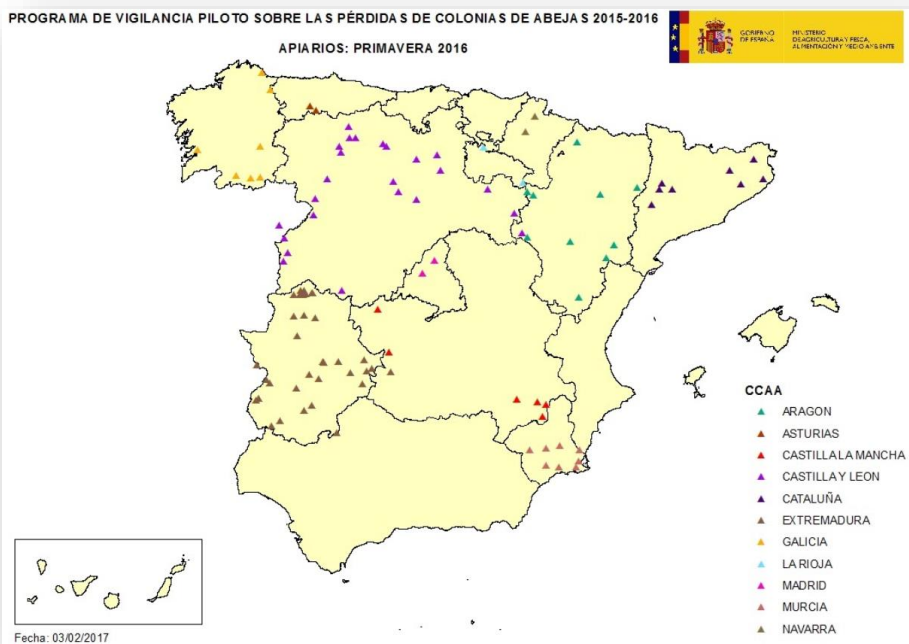 PROGRAMA DE VIGILANCIA PILOTO SOBRE LAS PÉRDIDAS DE COLONIAS DE ABEJAS 2015-2016
APIARIOS: PRIMAVERA 2016
GOBIERNO
DE ESPAÑA
MINISTERIO
DE AGRICULTURA Y PESCA,
ALIMENTACIÓN Y MEDIO AMBIENTE
CCAA
ARAGON
ASTURIAS
CASTILLA LA MANCHA
CASTILLA Y LEON
CATALUÑA
EXTREMADURA
GALICIA
LA RIOJA
MADRID
MURCIA
NAVARRA
Fecha: 03/02/2017